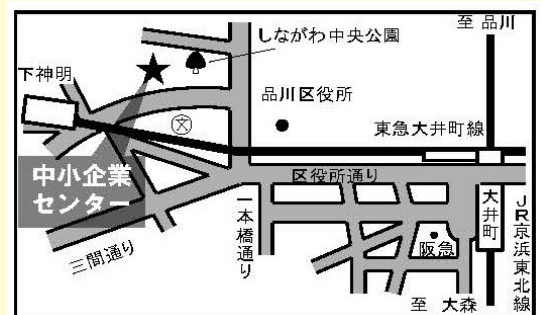 至 品川
しながわ中央公園
下神明
品川区役所
文
東急大井町線
中小企業
センター
区役所通り
大井町
JR京浜東北線
一本橋通り
三間通り
阪急
至 大森